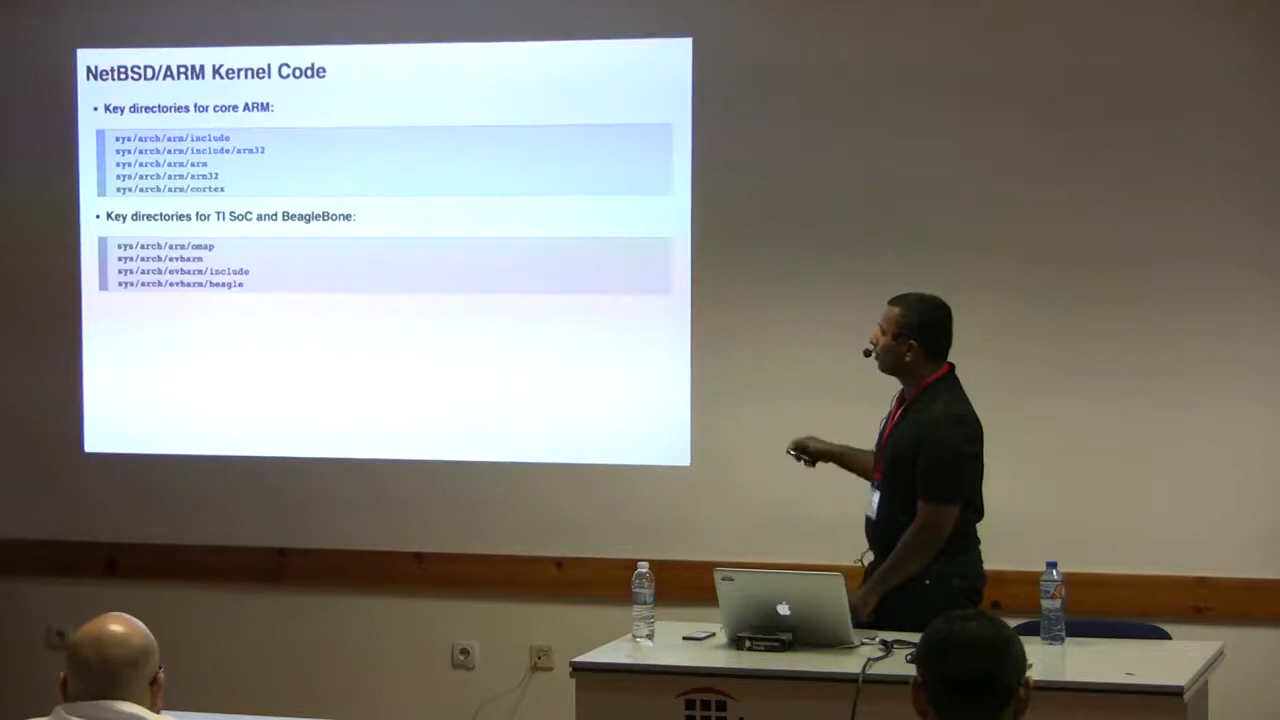 NetBSD/ARM Kernel Code
▪ Key directories for core ARM:
sys/arch/arm/include
sys/arch/arm/include/arm32
sys/arch/arm/arm
sys/arch/arm/arm32
sys/arch/arm/cortex
▪ Key directories for TI SoC and BeagleBone:
sys/arch/arm/omap
sys/arch/evbarm
sys/arch/evbarm/include
sys/arch/evbarm/beagle